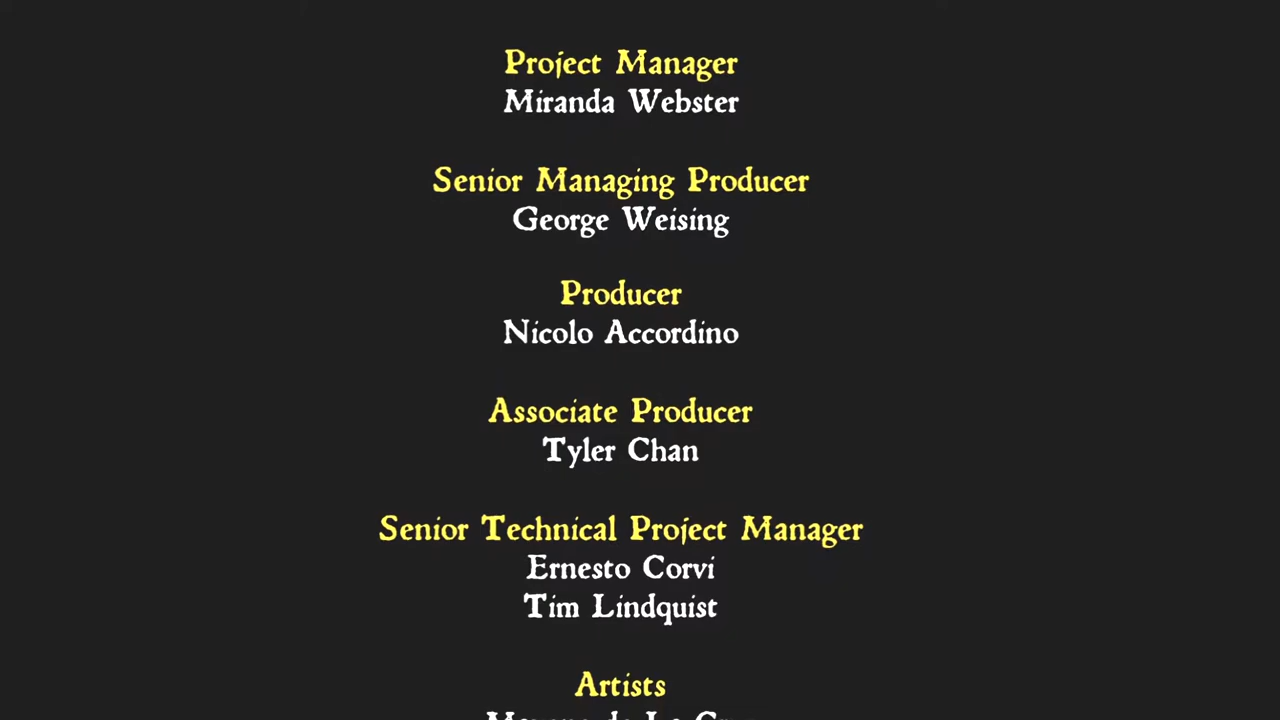 Project Manager
Miranda Webster
Senior Managing Producer
George Weising
Producer
Nicolo Accordino
Associate Producer
Tyler Chan
Senior Technical Project Manager
Ernesto Corvi
Tim Lindquist
Artists